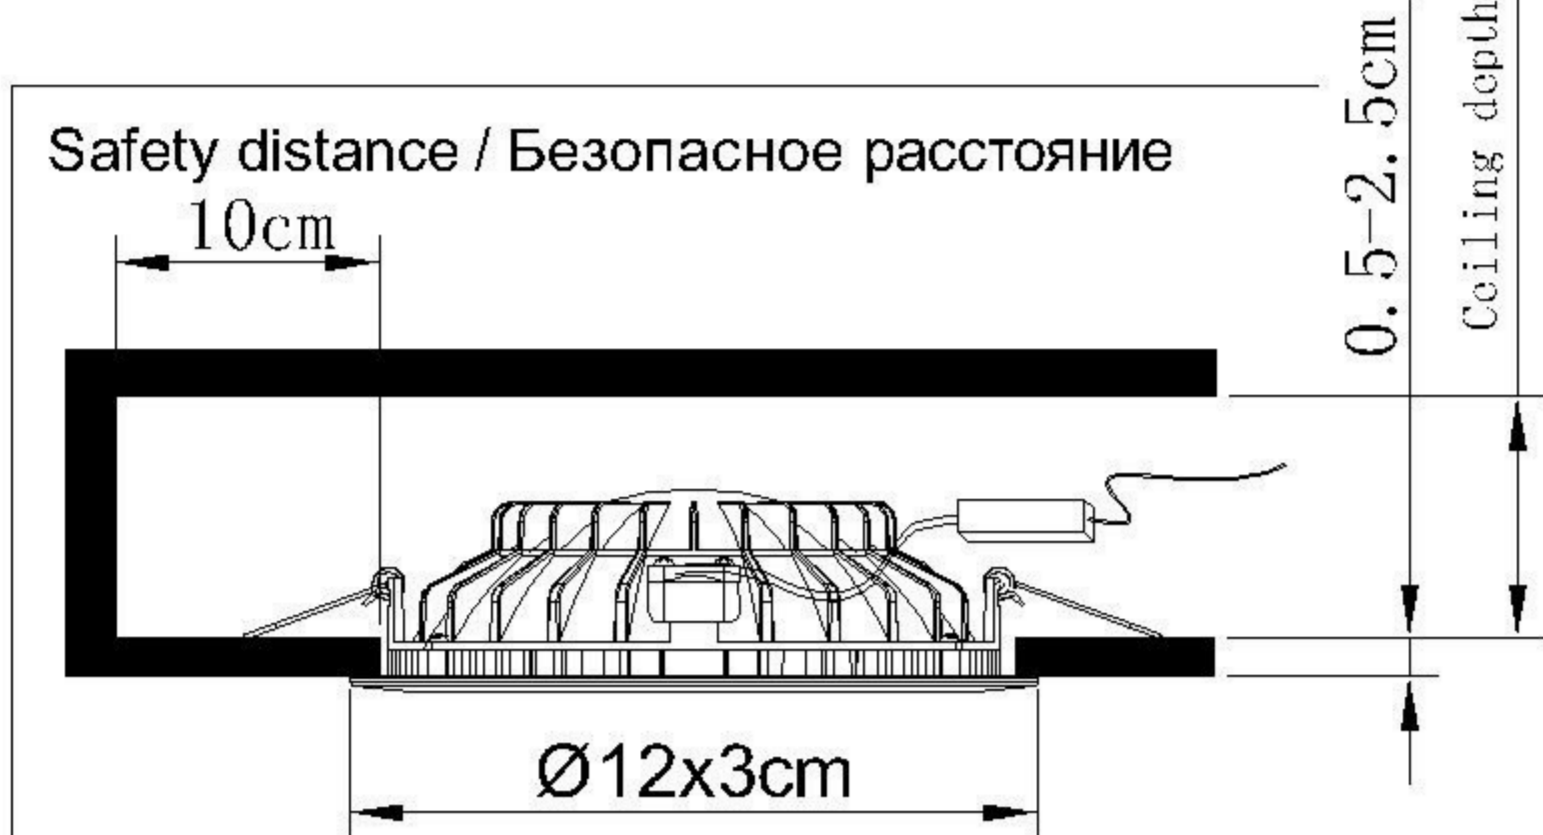 Safety distance / Безопасное расстояние
10cm
0.5-2.5cm
Ceiling depth
Ø12x3cm